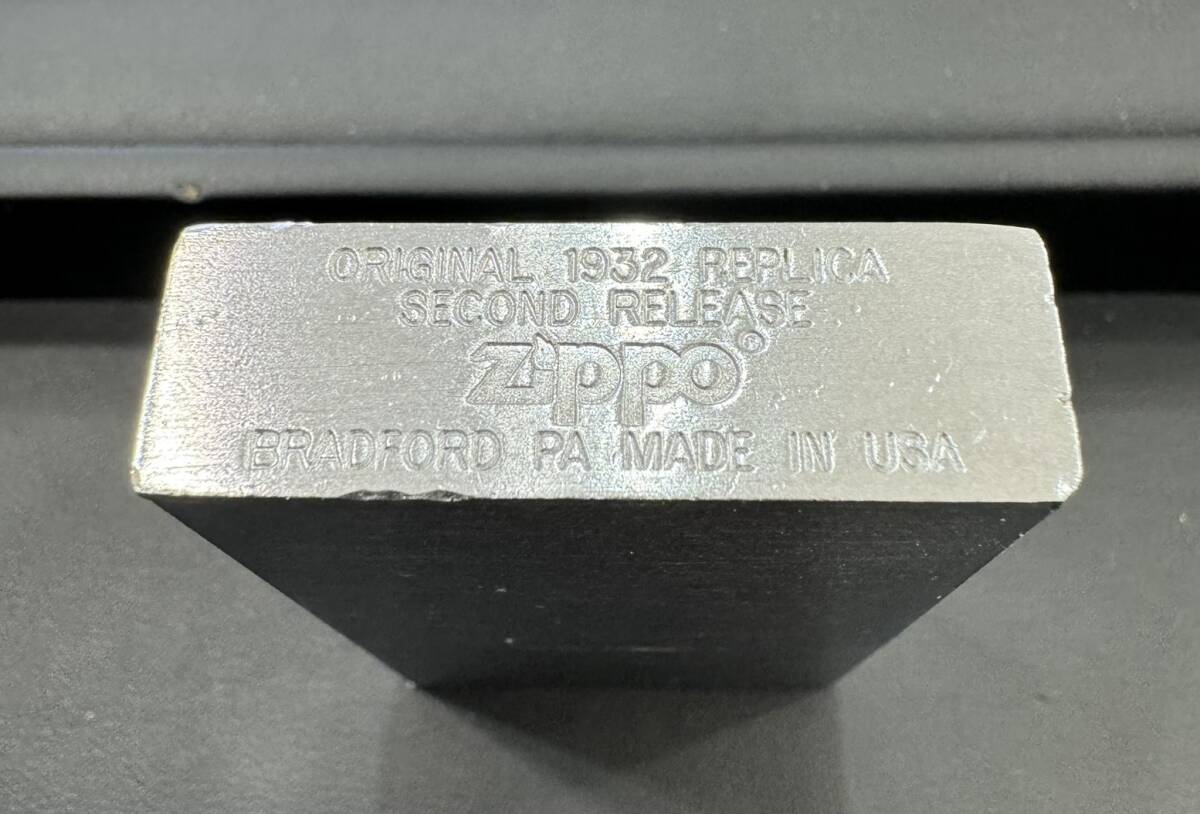 ORIGINAL 1932 REPLICA
SECOND RELEASE
Zippo®
BRADFORD PA MADE IN USA